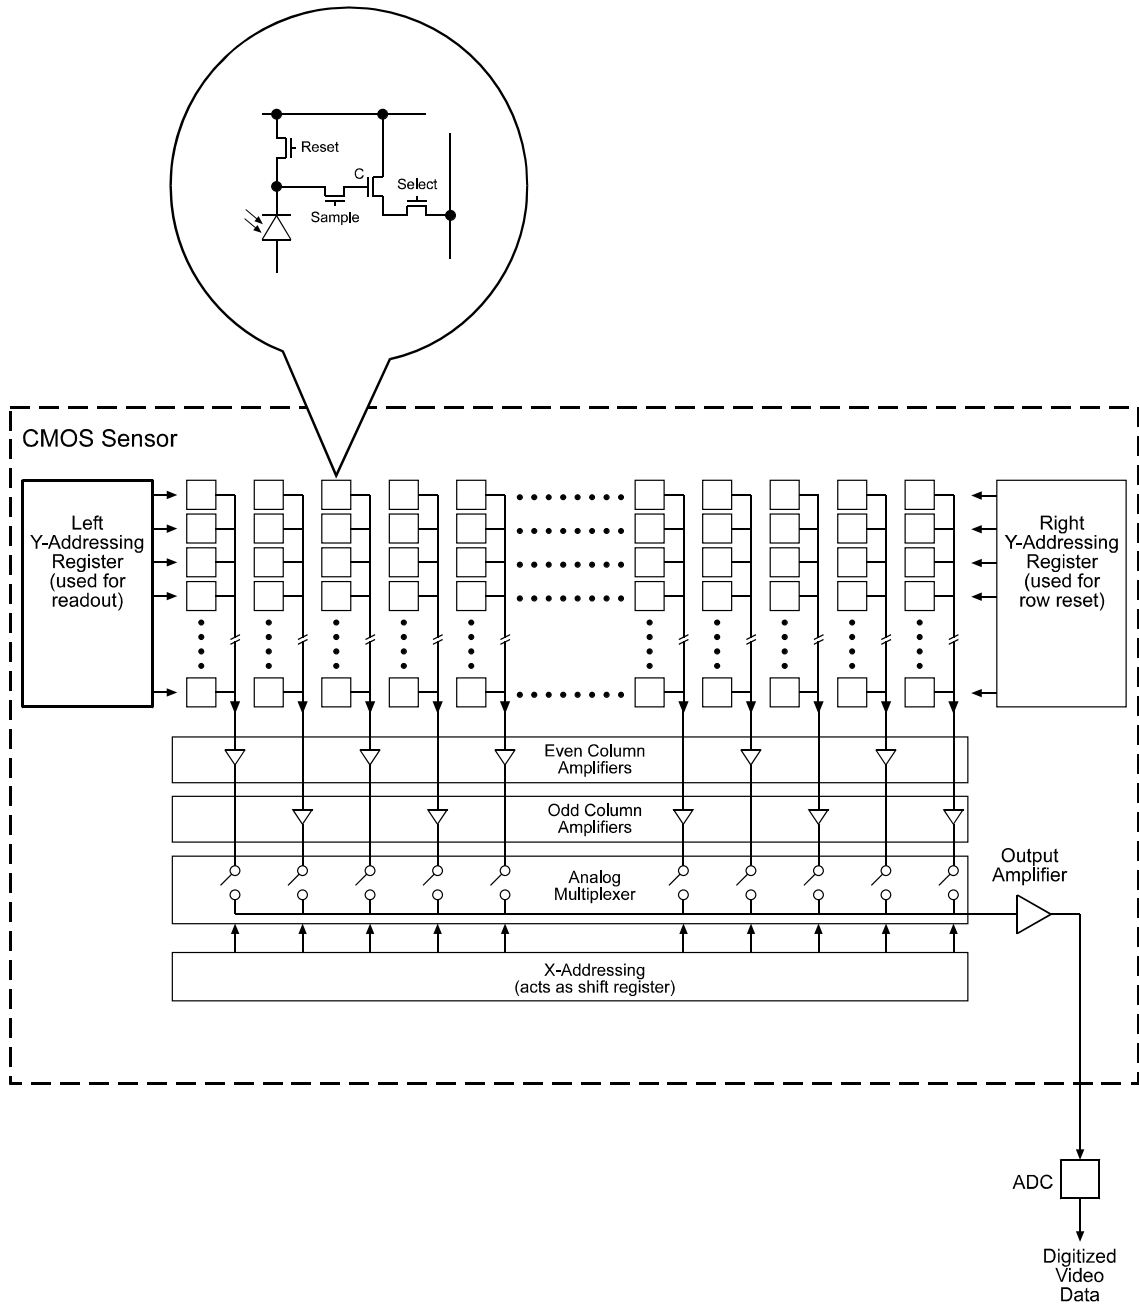 Reset
C
Select
Sample
CMOS Sensor
Left
Y-Addressing
Register
(used for
readout)
Right
Y-Addressing
Register
(used for
row reset)
Even Column
Amplifiers
Odd Column
Amplifiers
Analog
Multiplexer
Output
Amplifier
X-Addressing
(acts as shift register)
ADC
Digitized
Video
Data